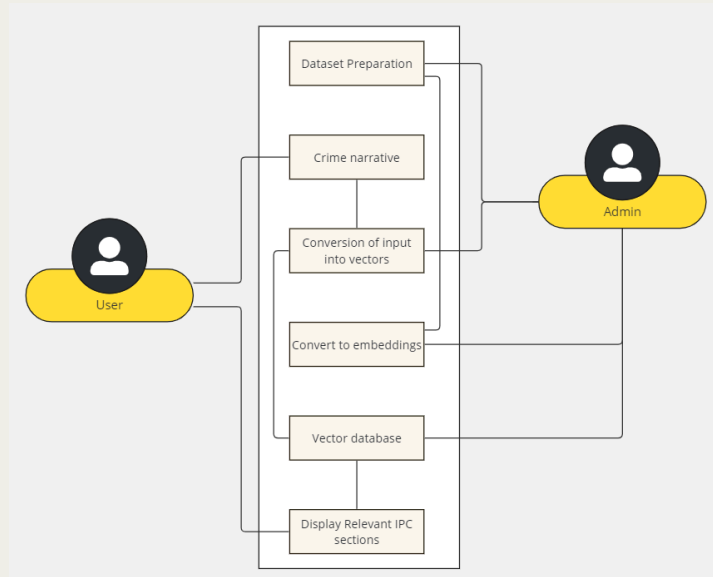 Dataset Preparation
Crime narrative
Admin
Conversion of input
into vectors
User
Convert to embeddings
Vector database
Display Relevant IPC
sections